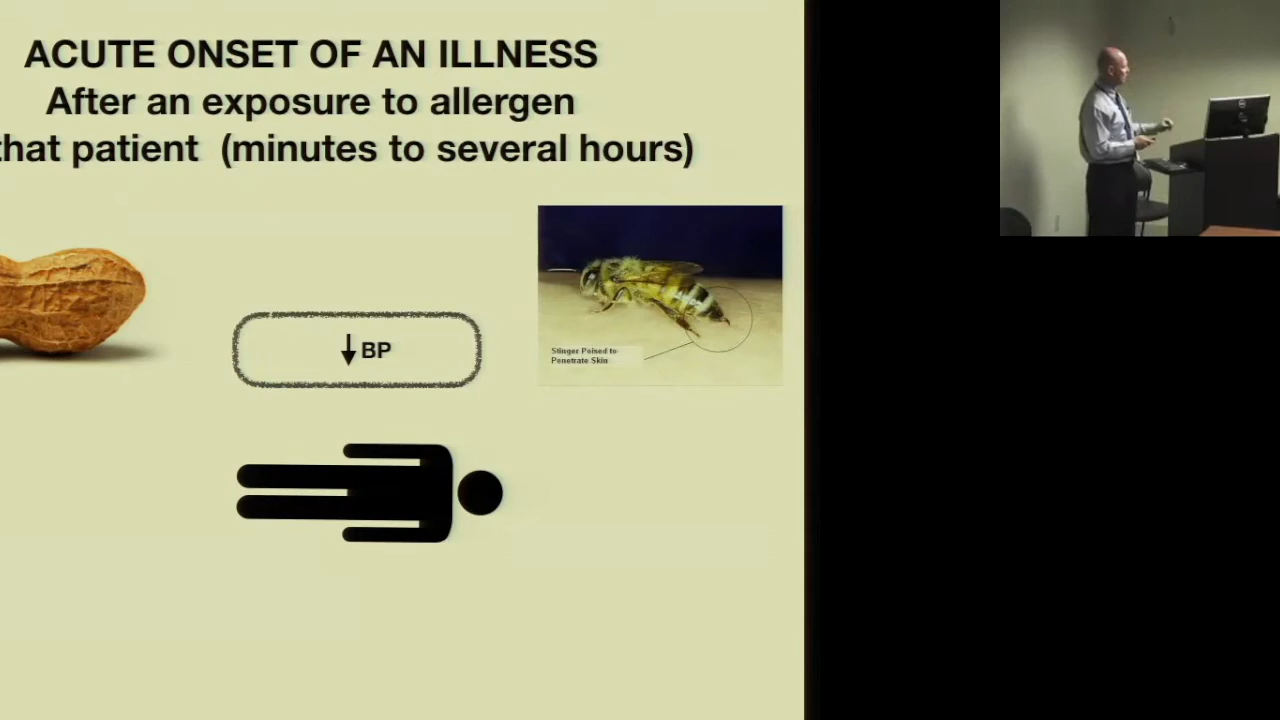 ACUTE ONSET OF AN ILLNESS
After an exposure to allergen
that patient (minutes to several hours)
↓ BP
Stinger Poised to
Penetrate Skin